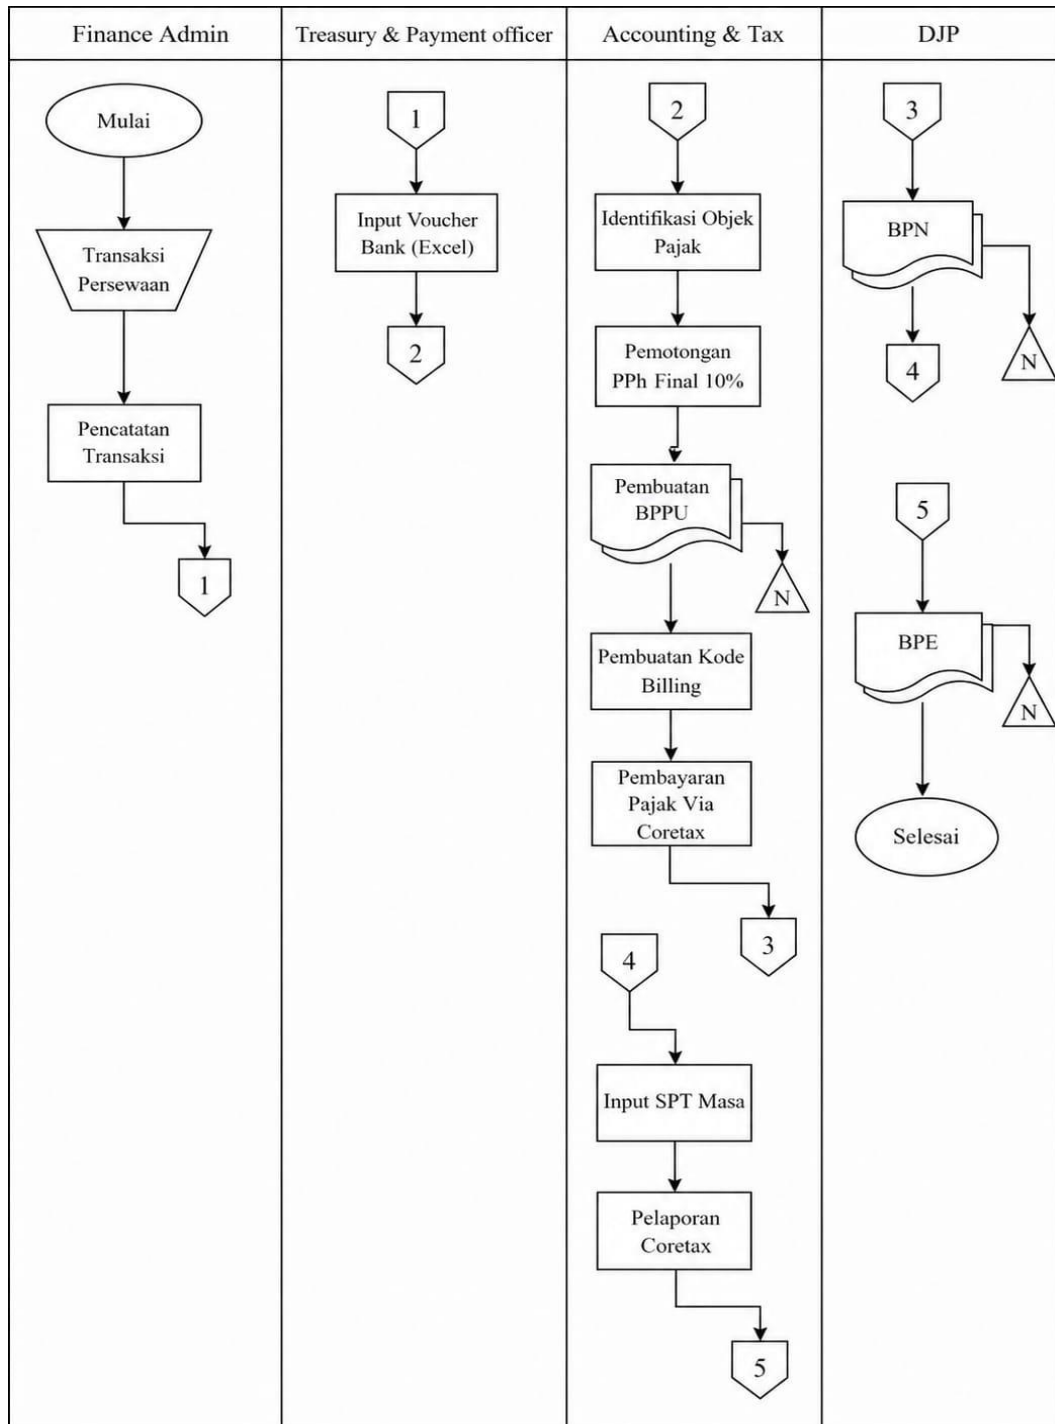 Finance Admin
Treasury & Payment officer
Accounting & Tax
DJP
Mulai
Transaksi
Persewaan
Pencatatan
Transaksi
1
1
Input Voucher
Bank (Excel)
2
2
Identifikasi Objek
Pajak
Pemotongan
PPh Final 10%
Pembuatan
BPPU
N
Pembuatan Kode
Billing
Pembayaran
Pajak Via
Coretax
3
4
Input SPT Masa
Pelaporan
Coretax
5
3
BPN
N
4
5
BPE
N
Selesai